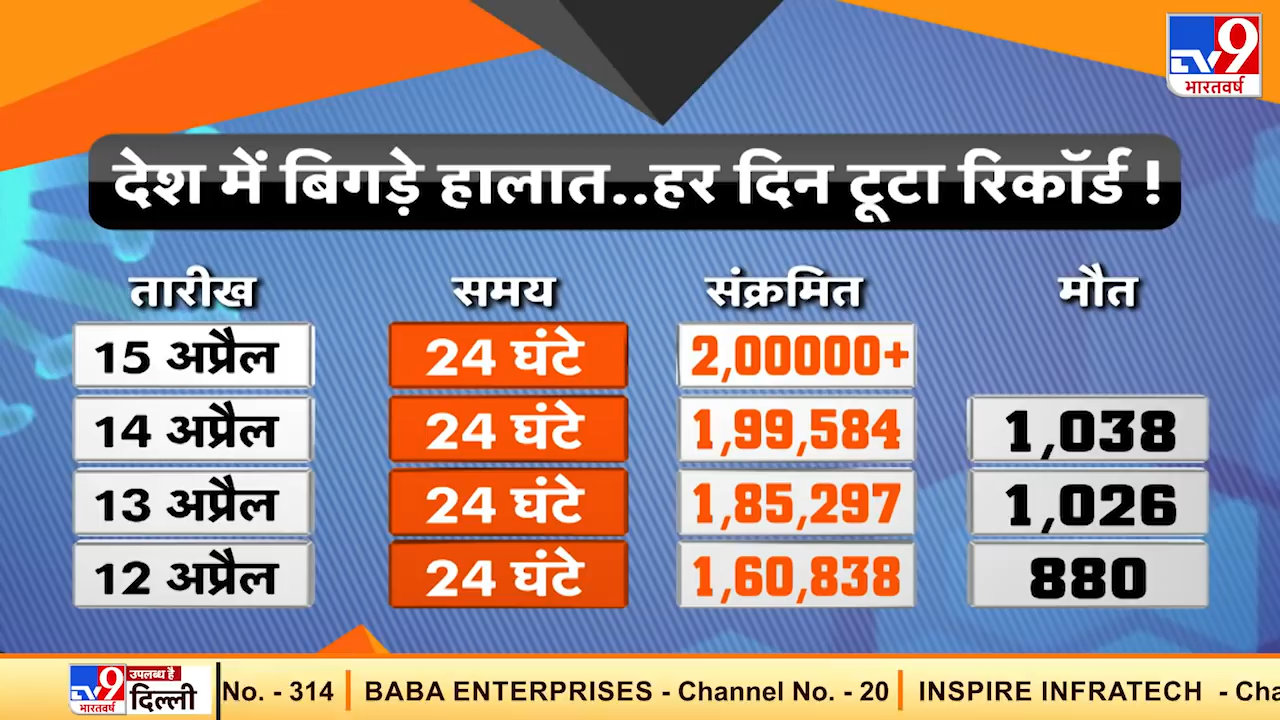 TV9
भारतवर्ष
देश में बिगड़े हालात..हर दिन टूटा रिकॉर्ड !
तारीख समय संक्रमित मौत
15 अप्रैल 24 घंटे 2,00000+
14 अप्रैल 24 घंटे 1,99,584 1,038
13 अप्रैल 24 घंटे 1,85,297 1,026
12 अप्रैल 24 घंटे 1,60,838 880
TV9 भारतवर्ष उपलब्ध है दिल्ली No. - 314 | BABA ENTERPRISES - Channel No. - 20 | INSPIRE INFRATECH - Cha